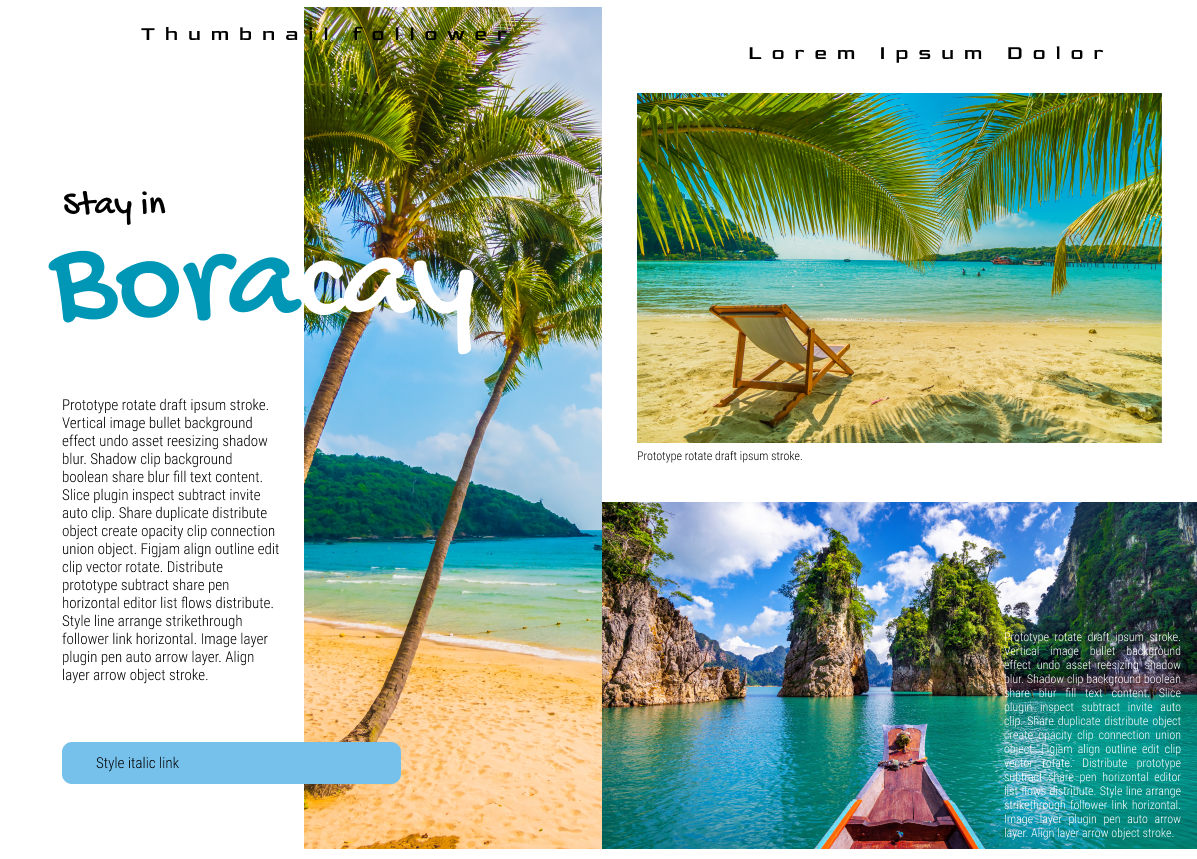 Thumbnail follower
Stay in
Boracay
Prototype rotate draft ipsum stroke.
Vertical image bullet background
effect undo asset reesizing shadow
blur. Shadow clip background
boolean share blur fill text content.
Slice plugin inspect subtract invite
auto clip. Share duplicate distribute
object create opacity clip connection
union object. Figjam align outline edit
clip vector rotate. Distribute
prototype subtract share pen
horizontal editor list flows distribute.
Style line arrange strikethrough
follower link horizontal. Image layer
plugin pen auto arrow layer. Align
layer arrow object stroke.
Style italic link
Lorem Ipsum Dolor
Prototype rotate draft ipsum stroke.
Prototype rotate draft ipsum stroke.
Vertical image bullet background
effect undo asset reesizing shadow
blur. Shadow clip background boolean
share blur fill text content. Slice
plugin inspect subtract invite auto
clip. Share duplicate distribute object
create opacity clip connection union
object. Figjam align outline edit clip
vector rotate. Distribute prototype
subtract share pen horizontal editor
list flows distribute. Style line arrange
strikethrough follower link horizontal.
Image layer plugin pen auto arrow
layer. Align layer arrow object stroke.